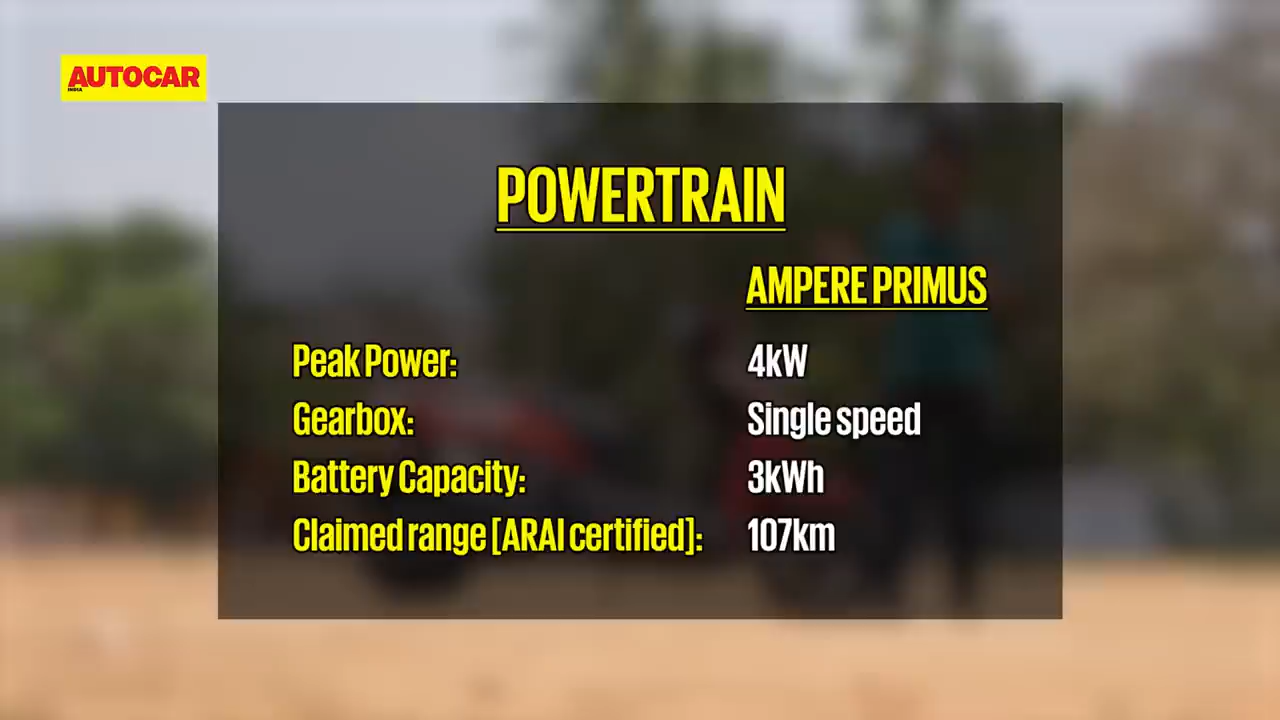 AUTOCAR
INDIA
POWERTRAIN
AMPERE PRIMUS
Peak Power: 4kW
Gearbox: Single speed
Battery Capacity: 3kWh
Claimed range [ARAI certified]: 107km